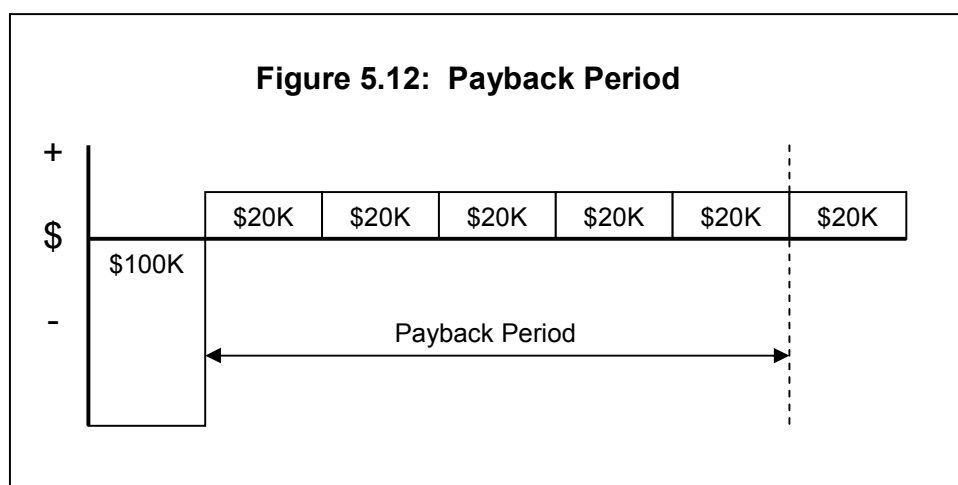 Figure 5.12:  Payback Period
+
$20K $20K $20K $20K $20K $20K
$
$100K
-
Payback Period